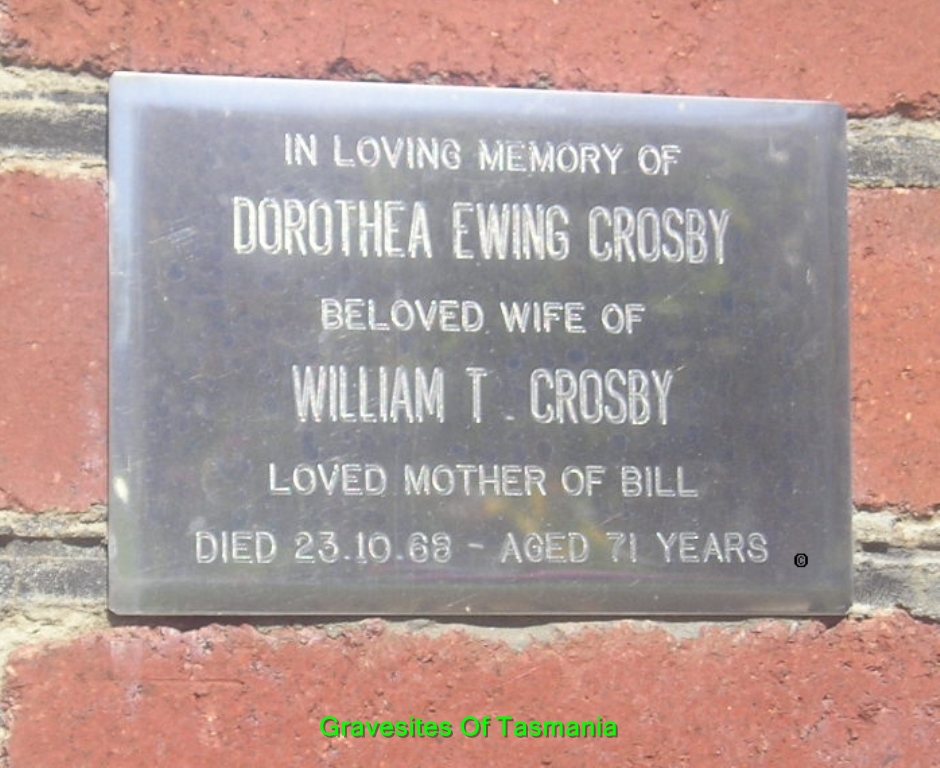 IN LOVING MEMORY OF
DOROTHEA EWING CROSBY
BELOVED WIFE OF
WILLIAM T. CROSBY
LOVED MOTHER OF BILL
DIED 23.10.68 - AGED 71 YEARS
©
Gravesites Of Tasmania